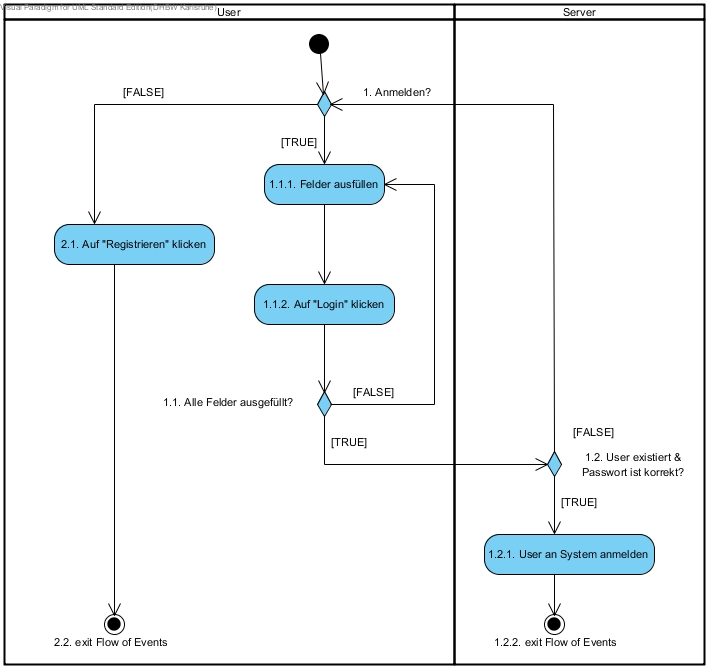 Visual Paradigm for UML Standard Edition(DHBW Karlsruhe)
User
Server
[FALSE]
1. Anmelden?
[TRUE]
1.1.1. Felder ausfüllen
2.1. Auf "Registrieren" klicken
1.1.2. Auf "Login" klicken
[FALSE]
1.1. Alle Felder ausgefüllt?
[TRUE]
[FALSE]
1.2. User existiert &
Passwort ist korrekt?
[TRUE]
1.2.1. User an System anmelden
2.2. exit Flow of Events
1.2.2. exit Flow of Events